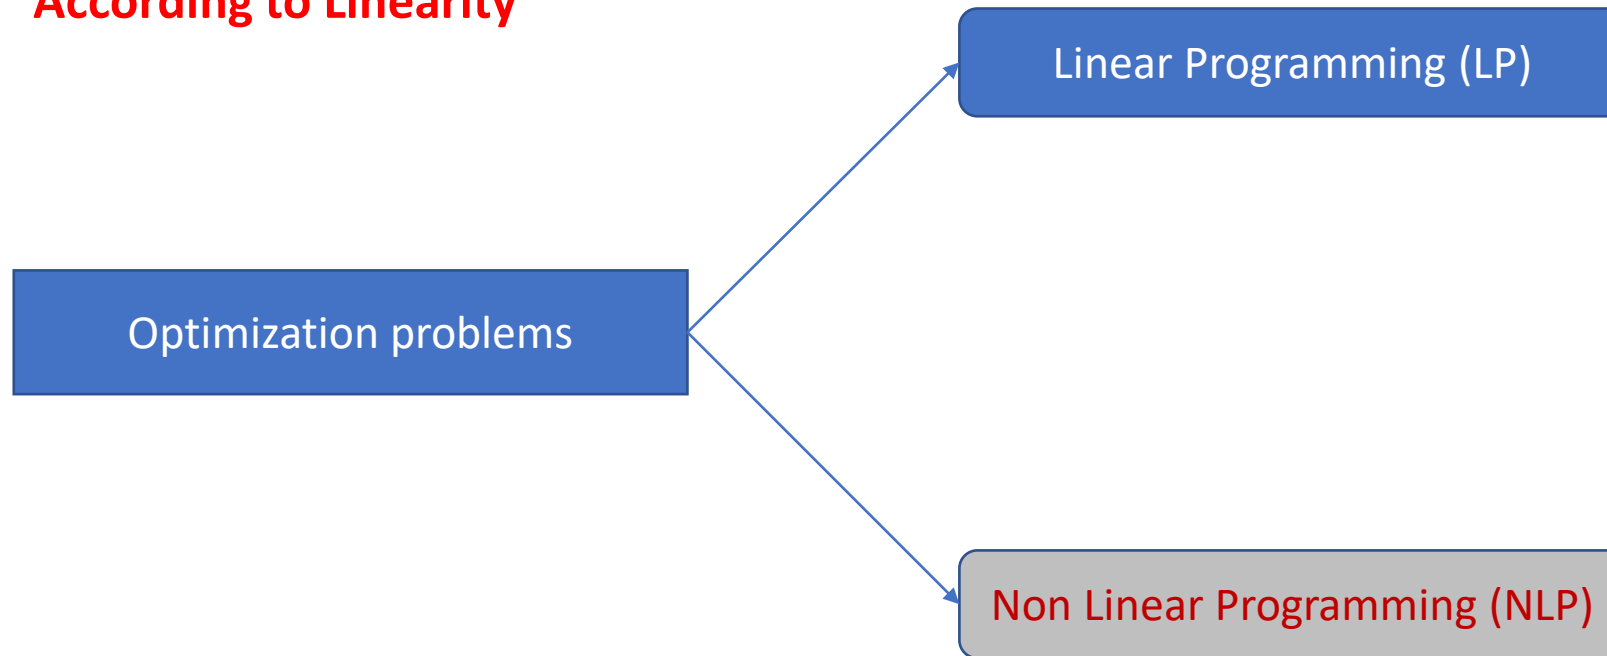 According to Linearity
Linear Programming (LP)
Optimization problems
Non Linear Programming (NLP)